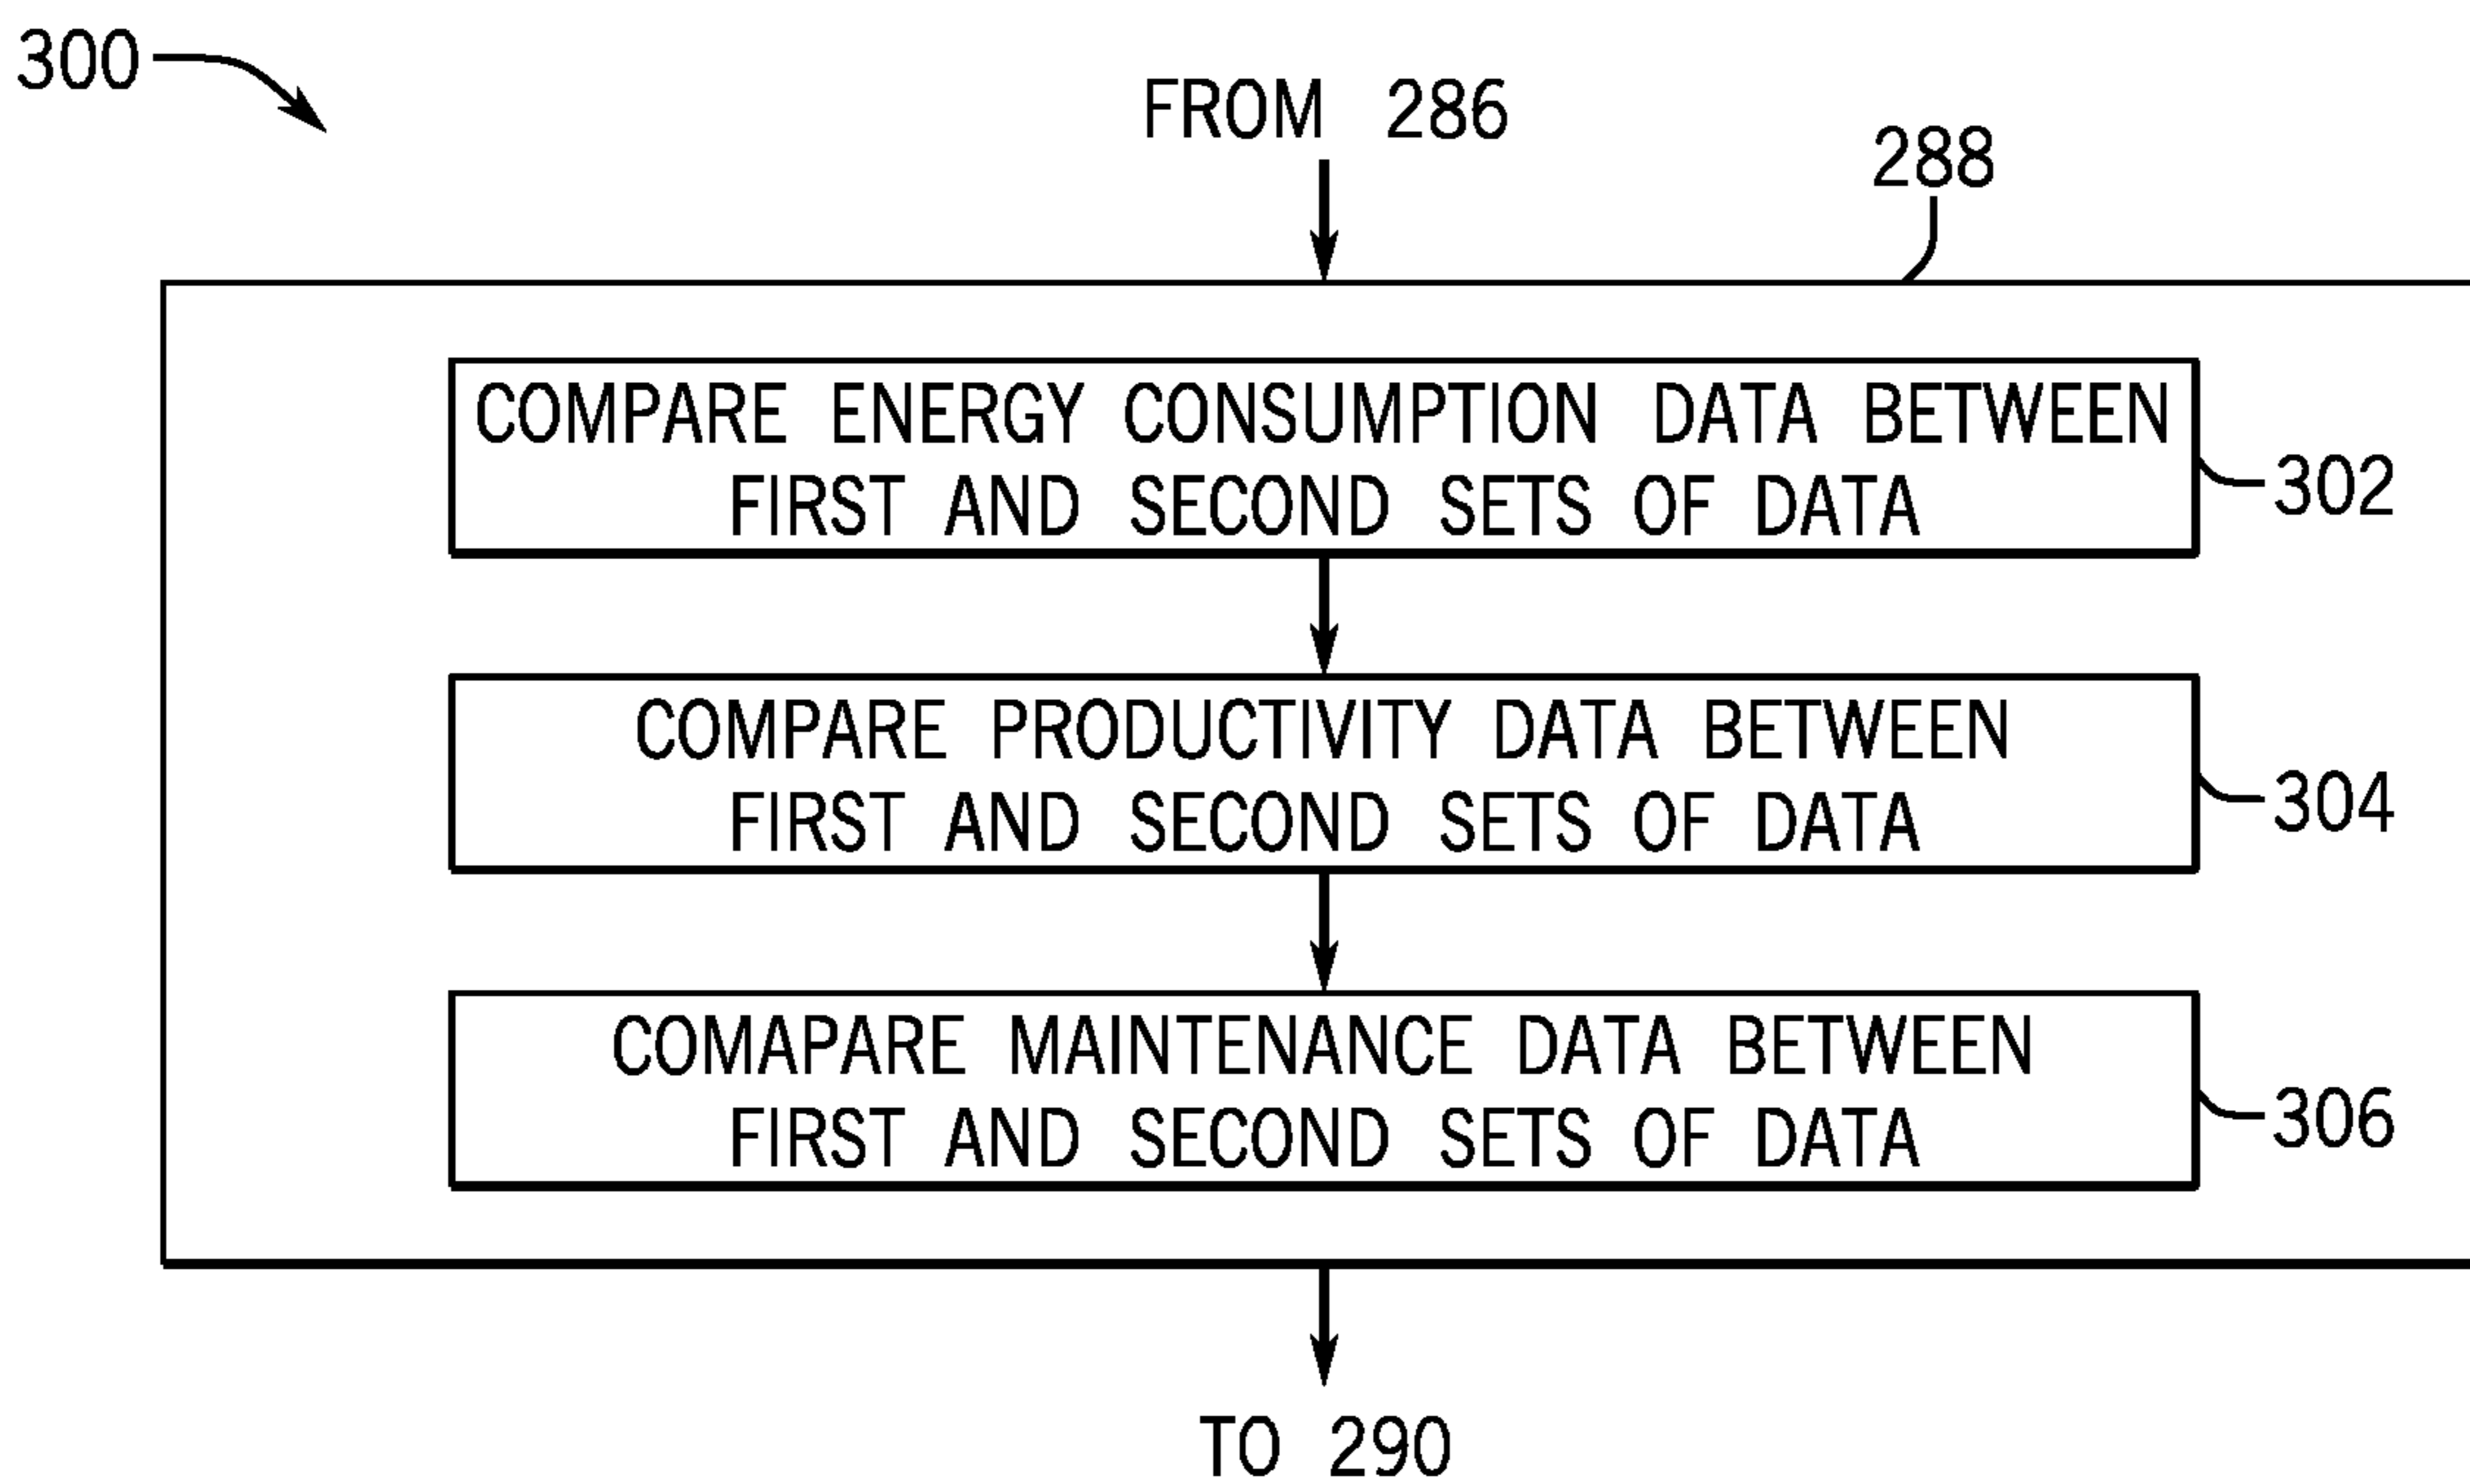 300
FROM 286
288
COMPARE ENERGY CONSUMPTION DATA BETWEEN
FIRST AND SECOND SETS OF DATA
302
COMPARE PRODUCTIVITY DATA BETWEEN
FIRST AND SECOND SETS OF DATA
304
COMAPARE MAINTENANCE DATA BETWEEN
FIRST AND SECOND SETS OF DATA
306
TO 290